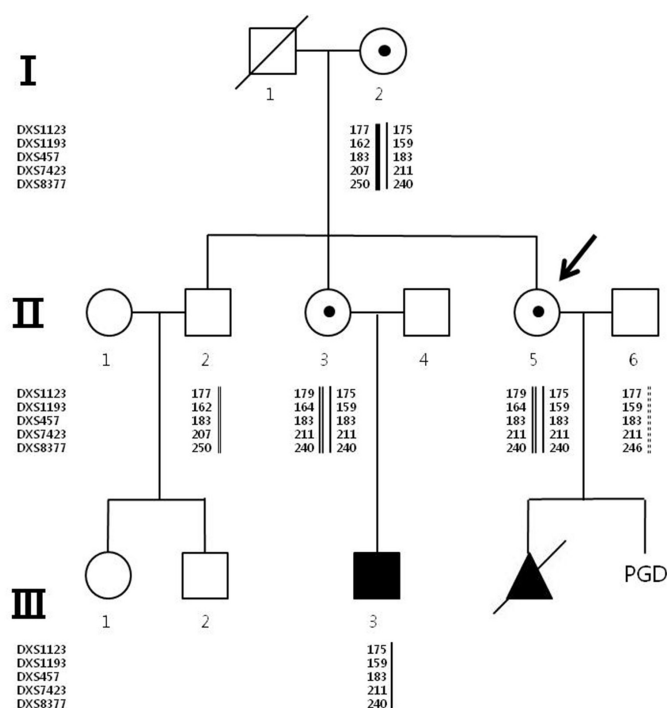 I
1 2
DXS1123 177 175
DXS1193 162 159
DXS457 183 183
DXS7423 207 211
DXS8377 250 240
II
1 2 3 4 5 6
DXS1123 177 179 175 179 175 177
DXS1193 162 164 159 164 159 159
DXS457 183 183 183 183 183 183
DXS7423 207 211 211 211 211 211
DXS8377 250 240 240 240 240 246
PGD
III
1 2 3
DXS1123 175
DXS1193 159
DXS457 183
DXS7423 211
DXS8377 240